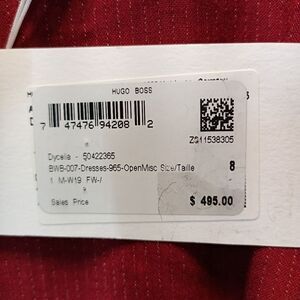 HUGO BOSS
7 47476 94208 2
ZS11538305
Dycella - 50422365
BWB-007-Dresses-965-OpenMisc Size/Taille 8
1 M-W19 FW-/
Sales Price $ 495.00